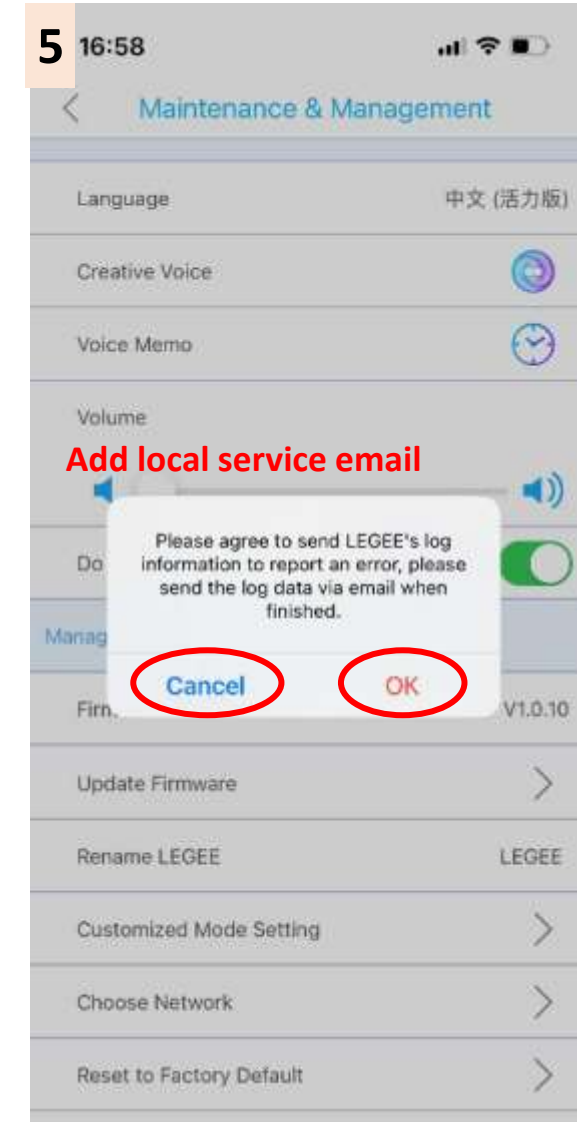 5 16:58
Maintenance & Management
Language 中文 (活力版)
Creative Voice
Voice Memo
Volume
Add local service email
Please agree to send LEGEE's log
information to report an error, please
send the log data via email when
finished.
Do
Manag
Cancel OK
Firm V1.0.10
Update Firmware
Rename LEGEE LEGEE
Customized Mode Setting
Choose Network
Reset to Factory Default